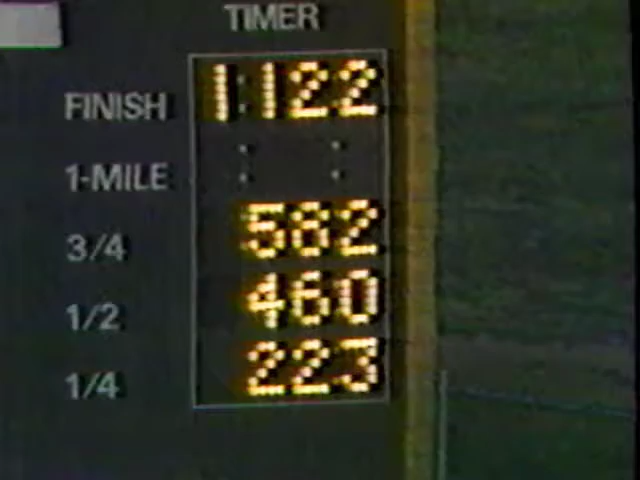 TIMER
FINISH 1:122
1-MILE : :
3/4 582
1/2 460
1/4 223